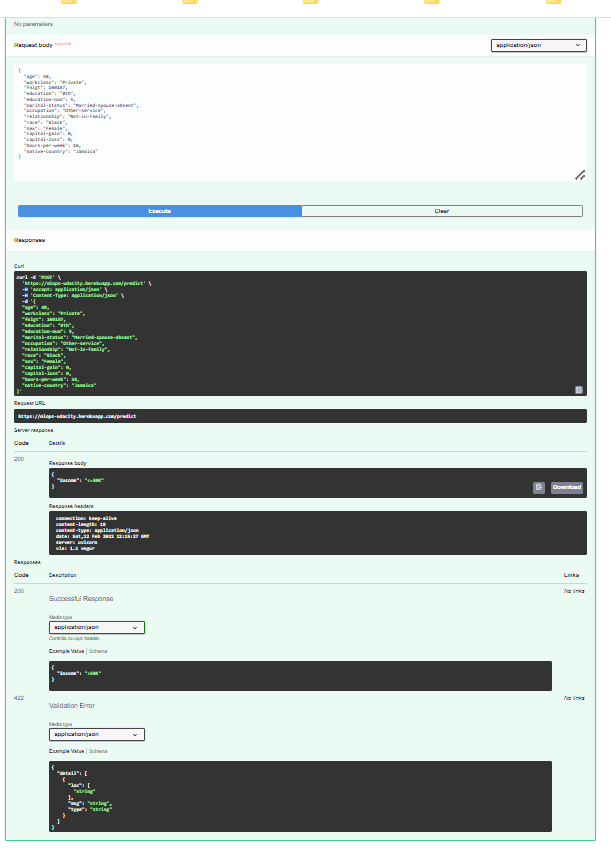 No parameters
Request body required
application/json
{
"age": 49,
"workclass": "Private",
"fnlgt": 160187,
"education": "9th",
"education-num": 5,
"marital-status": "Married-spouse-absent",
"occupation": "Other-service",
"relationship": "Not-in-family",
"race": "Black",
"sex": "Female",
"capital-gain": 0,
"capital-loss": 0,
"hours-per-week": 16,
"native-country": "Jamaica"
}
Execute
Clear
Responses
Curl
curl -X 'POST' \
'https://mlops-udacity.herokuapp.com/predict' \
-H 'accept: application/json' \
-H 'Content-Type: application/json' \
-d '{
"age": 49,
"workclass": "Private",
"fnlgt": 160187,
"education": "9th",
"education-num": 5,
"marital-status": "Married-spouse-absent",
"occupation": "Other-service",
"relationship": "Not-in-family",
"race": "Black",
"sex": "Female",
"capital-gain": 0,
"capital-loss": 0,
"hours-per-week": 16,
"native-country": "Jamaica"
}'
Request URL
https://mlops-udacity.herokuapp.com/predict
Server response
Code Details
200
Response body
{
"Income": "<=50K"
}
Download
Response headers
connection: keep-alive
content-length: 18
content-type: application/json
date: Sat,12 Feb 2022 12:15:27 GMT
server: uvicorn
via: 1.1 vegur
Responses
Code Description Links
200 No links
Successful Response
Media type
application/json
Controls Accept header.
Example Value | Schema
{
"Income": ">50K"
}
422 No links
Validation Error
Media type
application/json
Example Value | Schema
{
"detail": [
{
"loc": [
"string"
],
"msg": "string",
"type": "string"
}
]
}